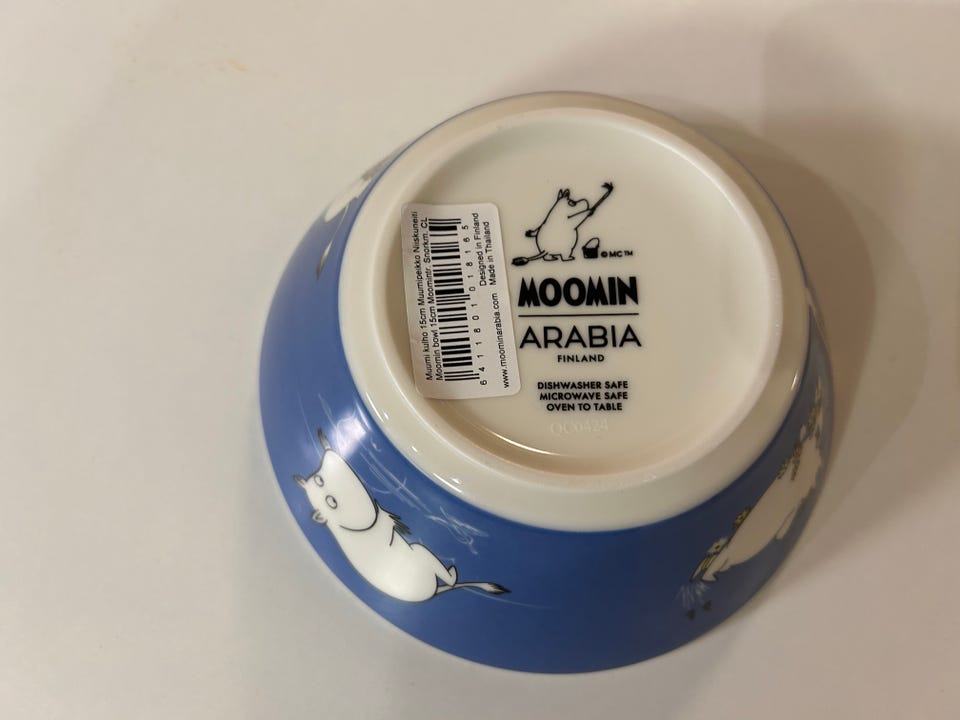 Muumi kulho 15cm Muumipeikko Niiskuneiti
Moomin bowl 15cm Moomintr. Snorkm. CL
6 411801 018165
Designed in Finland
Made in Thailand
www.moominarabia.com
© MC™
MOOMIN
ARABIA
FINLAND
DISHWASHER SAFE
MICROWAVE SAFE
OVEN TO TABLE
QC0424